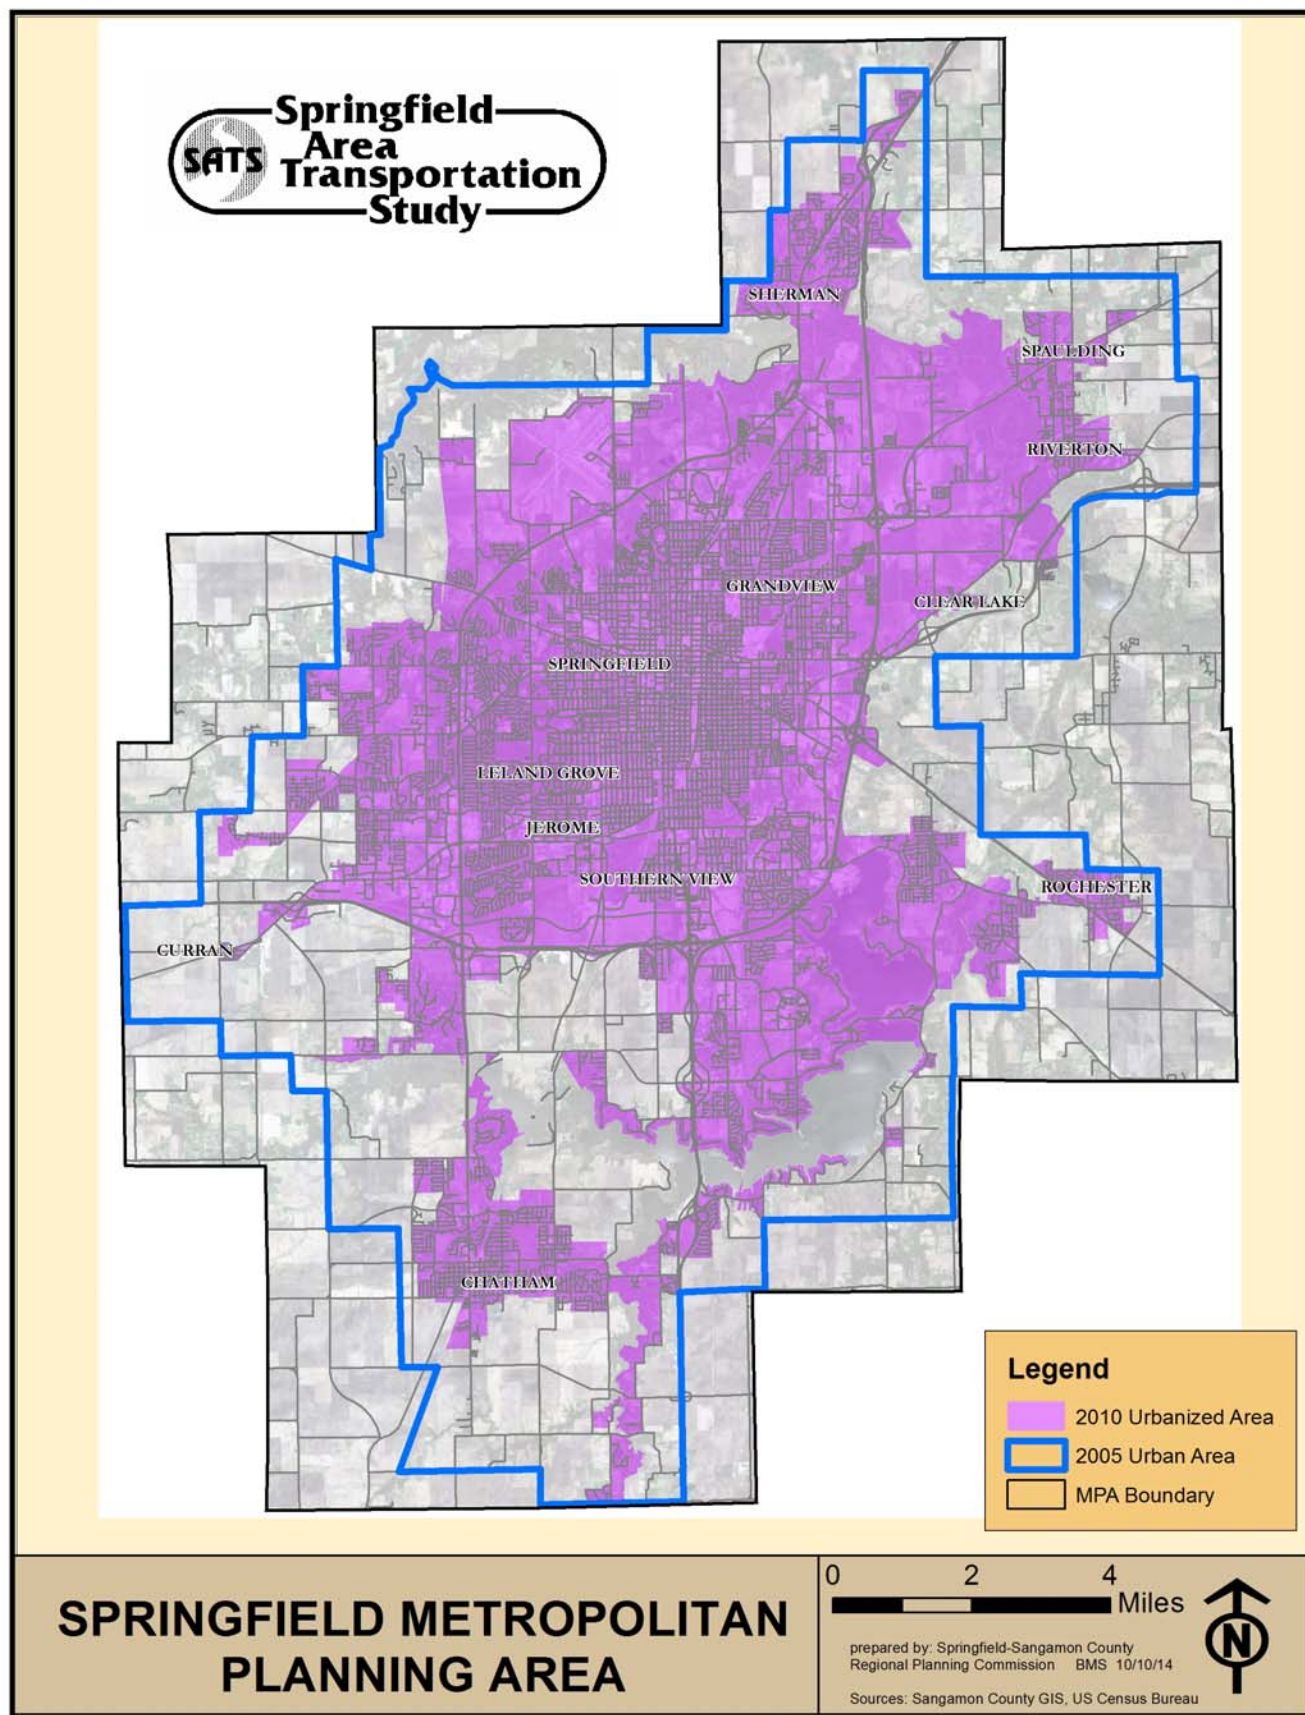 Springfield
Area
Transportation
Study
SATS
SHERMAN
SPAULDING
RIVERTON
GRANDVIEW
CLEAR LAKE
SPRINGFIELD
LELAND GROVE
JEROME
SOUTHERN VIEW
ROCHESTER
CURRAN
CHATHAM
Legend
2010 Urbanized Area
2005 Urban Area
MPA Boundary
SPRINGFIELD METROPOLITAN
PLANNING AREA
0 2 4
Miles
prepared by: Springfield-Sangamon County
Regional Planning Commission BMS 10/10/14
Sources: Sangamon County GIS, US Census Bureau
N